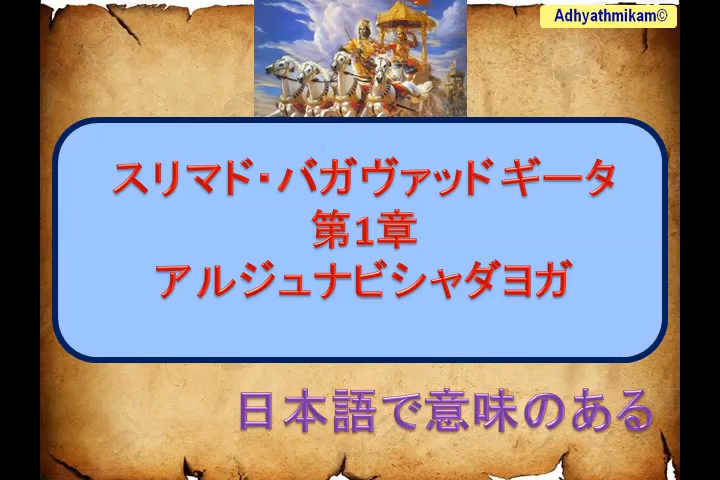 Adhyathmikam©
スリマド・バガヴァッドギータ
第1章
アルジュナビシャダヨガ
日本語で意味のある